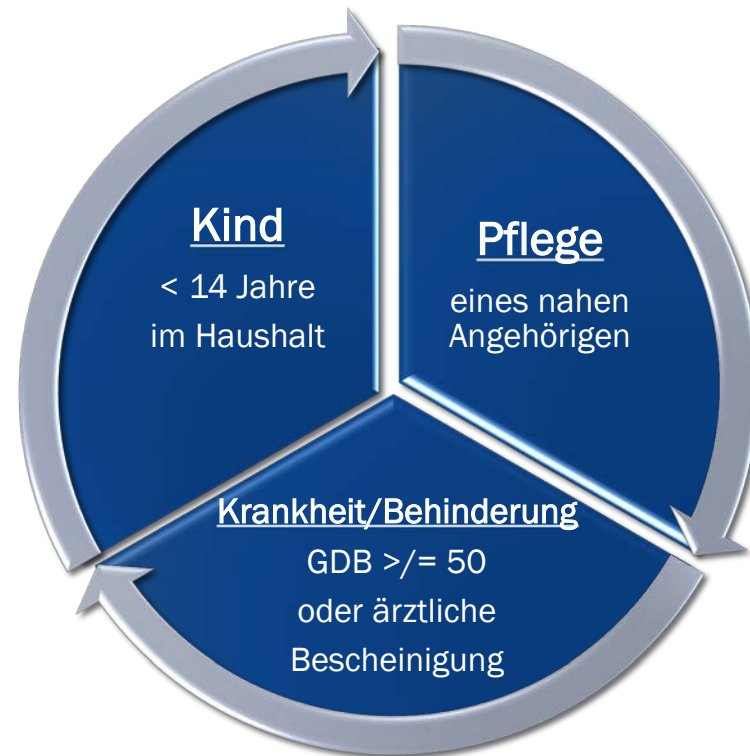 Kind
< 14 Jahre
im Haushalt
Pflege
eines nahen
Angehörigen
Krankheit/Behinderung
GDB >/= 50
oder ärztliche
Bescheinigung